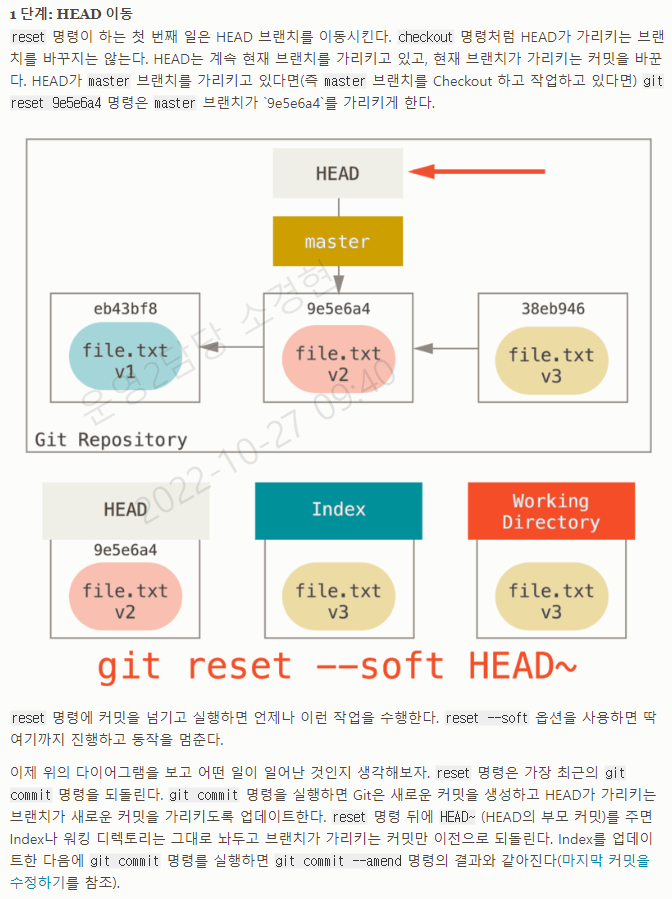 1 단계: HEAD 이동
reset 명령이 하는 첫 번째 일은 HEAD 브랜치를 이동시킨다. checkout 명령처럼 HEAD가 가리키는 브랜
치를 바꾸지는 않는다. HEAD는 계속 현재 브랜치를 가리키고 있고, 현재 브랜치가 가리키는 커밋을 바꾼
다. HEAD가 master 브랜치를 가리키고 있다면(즉 master 브랜치를 Checkout 하고 작업하고 있다면) git
reset 9e5e6a4 명령은 master 브랜치가 `9e5e6a4`를 가리키게 한다.
HEAD
master
eb43bf8 9e5e6a4 38eb946
file.txt file.txt file.txt
v1 v2 v3
Git Repository
운영2담당 소경현
2022-10-27 09:40
HEAD Index Working
Directory
9e5e6a4
file.txt file.txt file.txt
v2 v3 v3
git reset --soft HEAD~
reset 명령에 커밋을 넘기고 실행하면 언제나 이런 작업을 수행한다. reset --soft 옵션을 사용하면 딱
여기까지 진행하고 동작을 멈춘다.
이제 위의 다이어그램을 보고 어떤 일이 일어난 것인지 생각해보자. reset 명령은 가장 최근의 git
commit 명령을 되돌린다. git commit 명령을 실행하면 Git은 새로운 커밋을 생성하고 HEAD가 가리키는
브랜치가 새로운 커밋을 가리키도록 업데이트한다. reset 명령 뒤에 HEAD~ (HEAD의 부모 커밋)를 주면
Index나 워킹 디렉토리는 그대로 놔두고 브랜치가 가리키는 커밋만 이전으로 되돌린다. Index를 업데이
트한 다음에 git commit 명령를 실행하면 git commit --amend 명령의 결과와 같아진다(마지막 커밋을
수정하기를 참조).